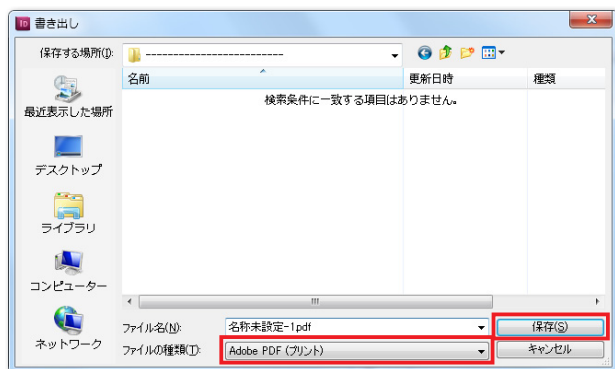 Id 書き出し
保存する場所(I):
--------------------------
名前 更新日時 種類
検索条件に一致する項目はありません。
最近表示した場所
デスクトップ
ライブラリ
コンピューター
ネットワーク
ファイル名(N): 名称未設定-1.pdf 保存(S)
ファイルの種類(T): Adobe PDF (プリント) キャンセル